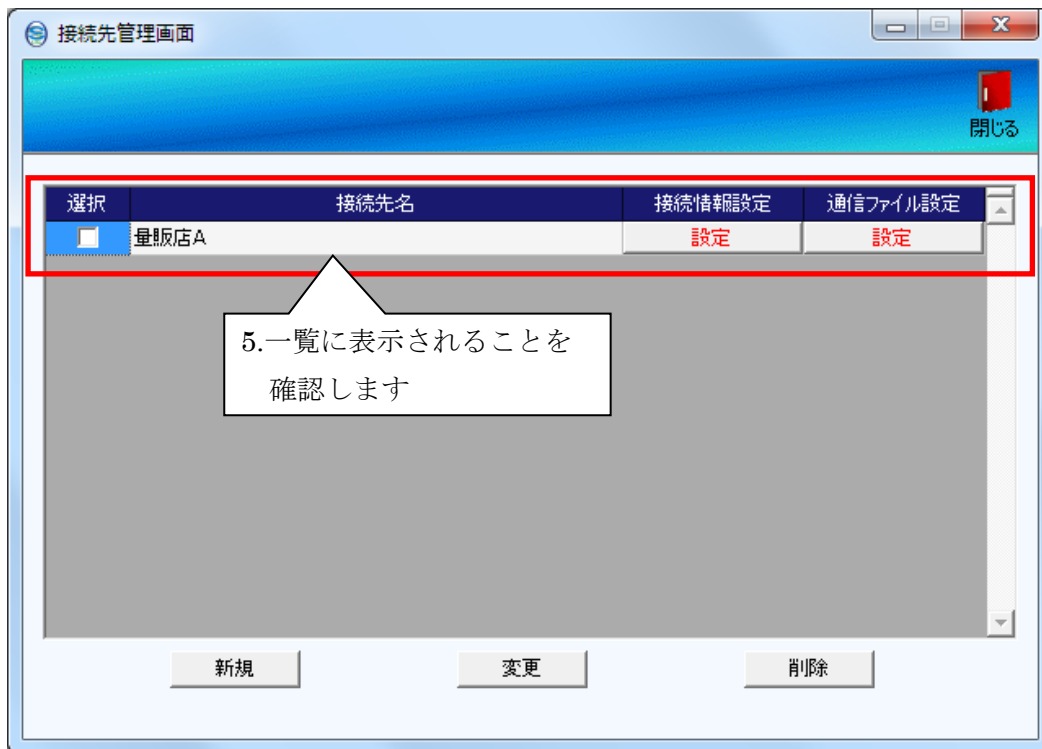 接続先管理画面
閉じる
選択 接続先名 接続情報設定 通信ファイル設定
量販店A 設定 設定
5.一覧に表示されることを
確認します
新規 変更 削除